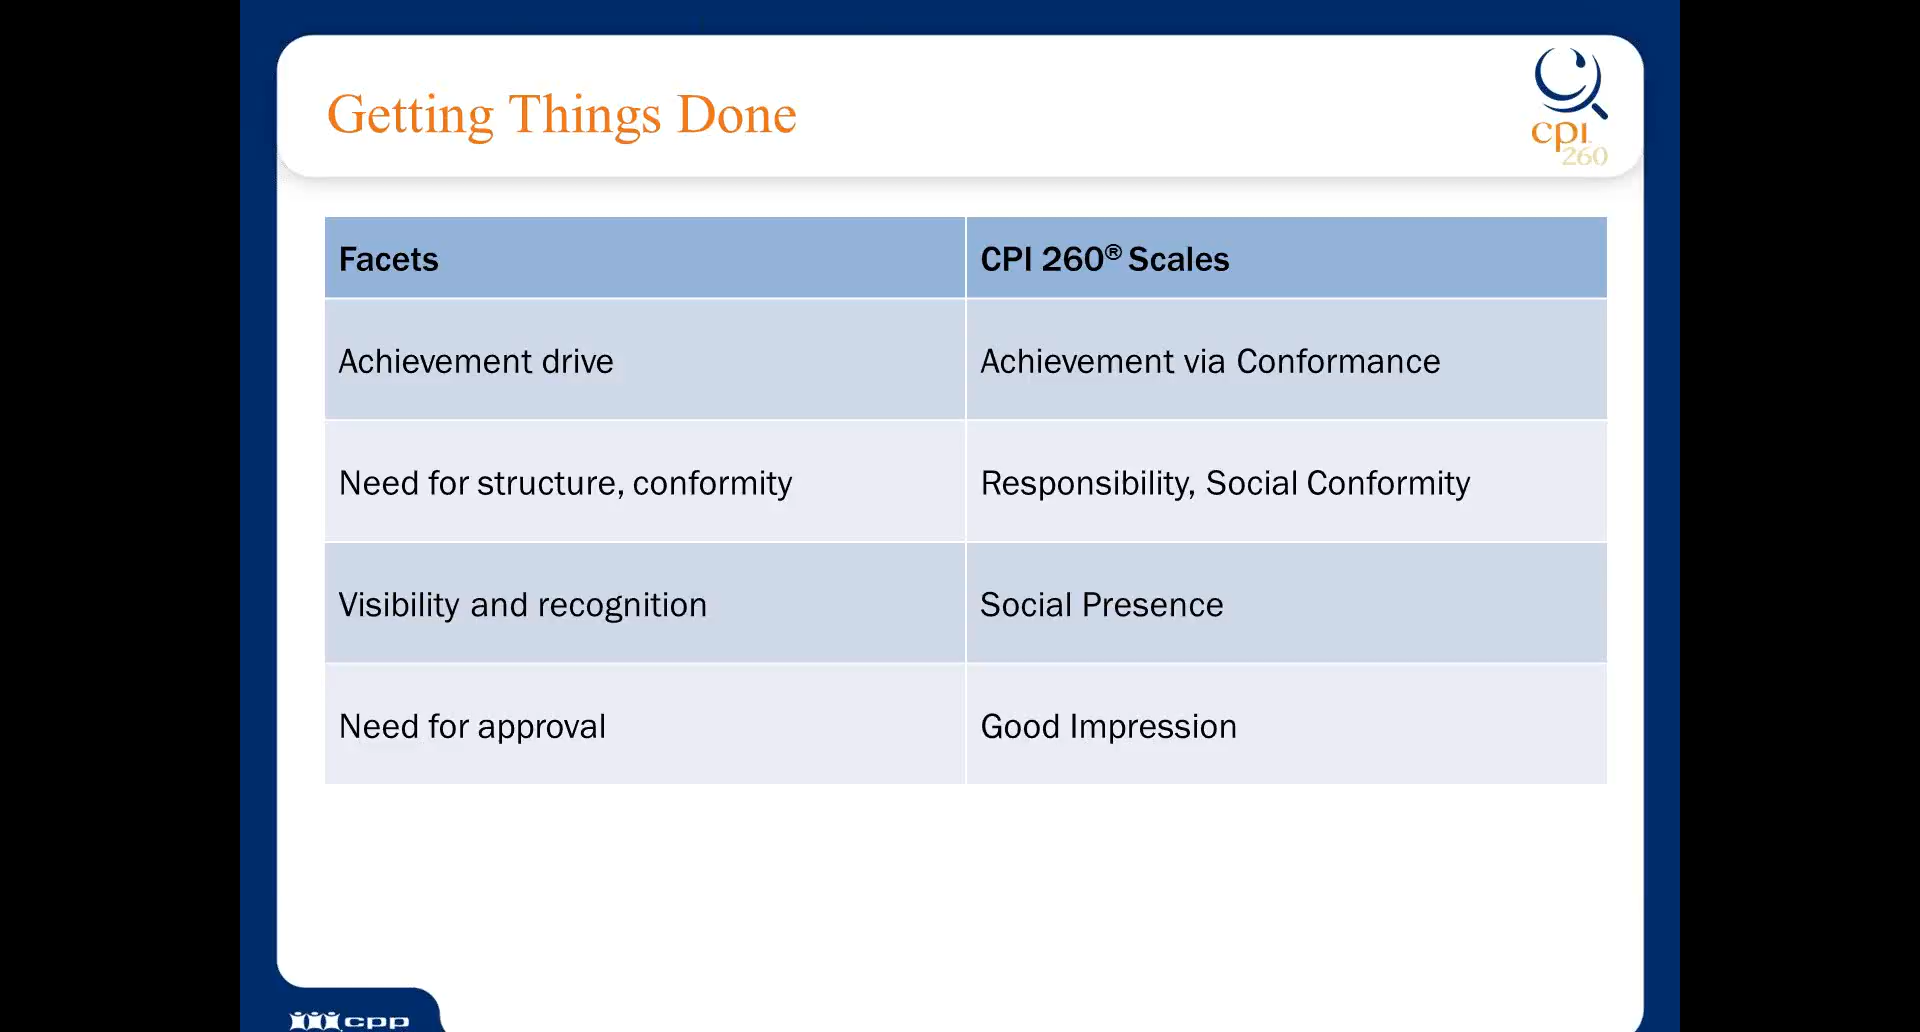 Getting Things Done
cpi
260
Facets
CPI 260® Scales
Achievement drive
Achievement via Conformance
Need for structure, conformity
Responsibility, Social Conformity
Visibility and recognition
Social Presence
Need for approval
Good Impression
cpp